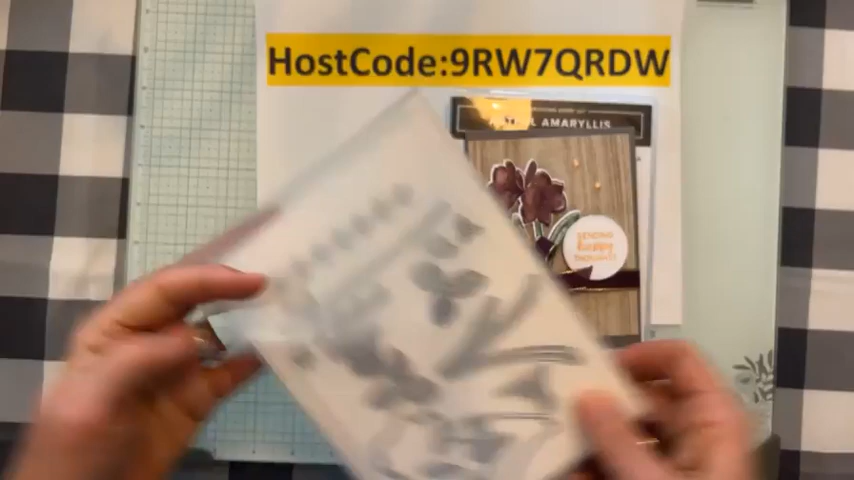 HostCode:9RW7QRDW
AMARYLLIS
SENDING
happy
THOUGHTS